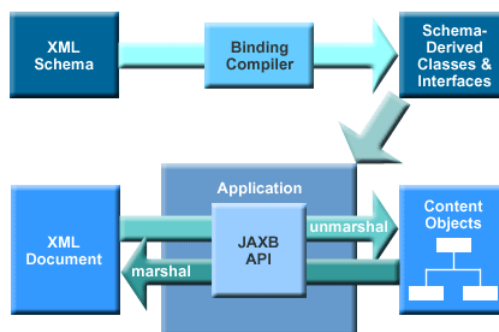 XML
Schema
Binding
Compiler
Schema-
Derived
Classes &
Interfaces
Application
XML
Document
JAXB
API
unmarshal
marshal
Content
Objects